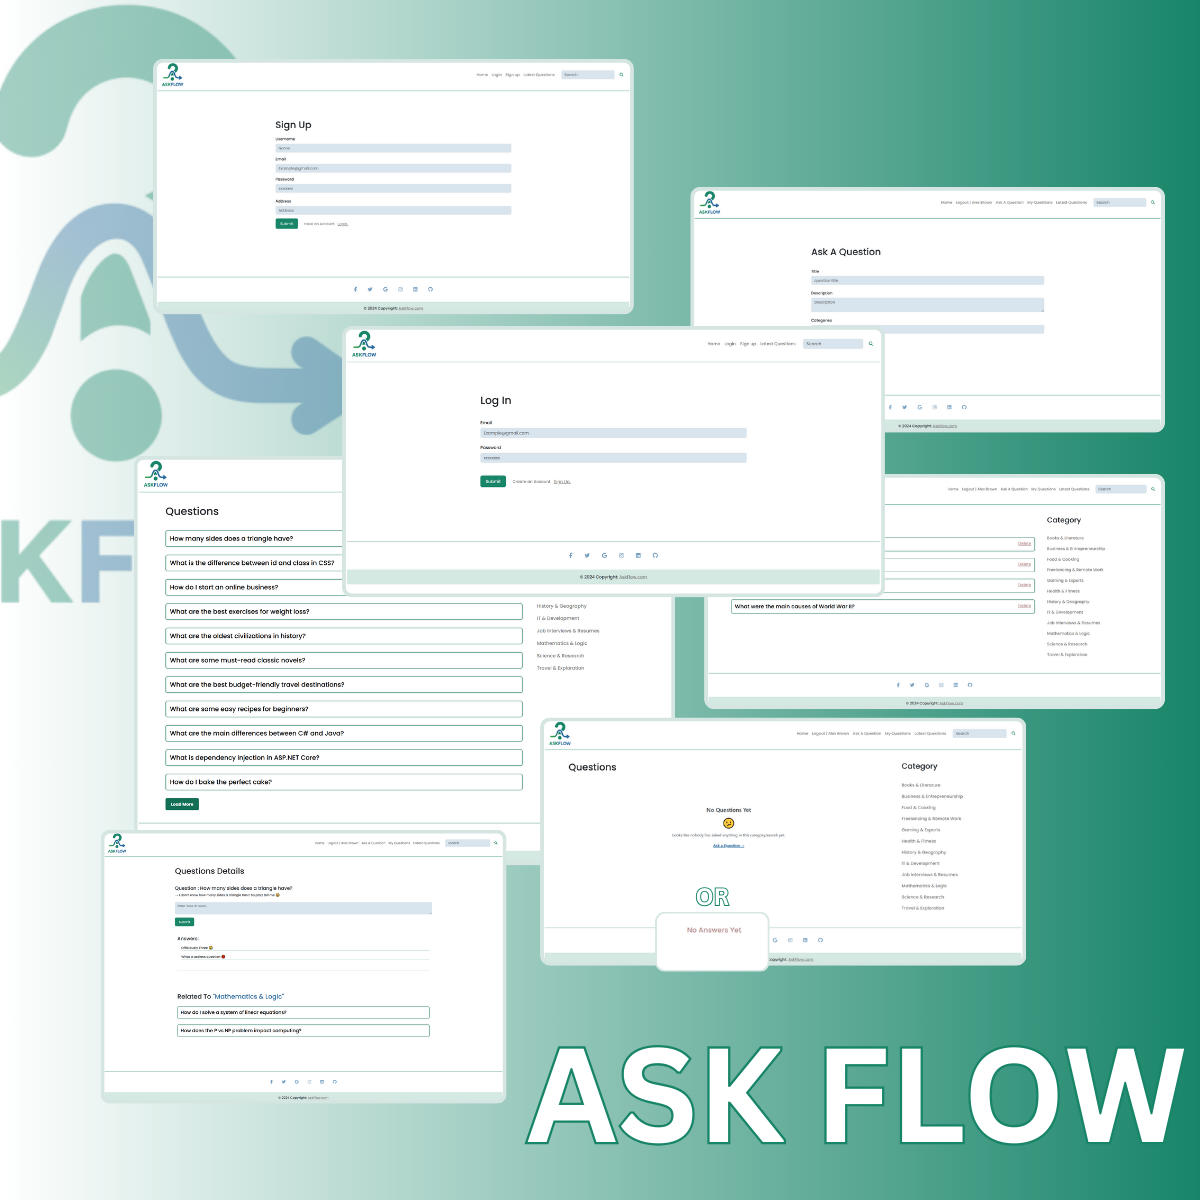 ASKFLOW
Home Login Sign up Latest Questions Search
Sign Up
Username
Name
Email
Example@gmail.com
Password
Address
Address
Submit Have an Account Login.
© 2024 Copyright: AskFlow.com
ASKFLOW
Home Logout | Alex Brown Ask A Question My Questions Latest Questions Search
Ask A Question
Title
question title
Description
Description
Categories
© 2024 Copyright: AskFlow.com
ASKFLOW
Home Login Sign up Latest Questions Search
Log In
Email
Example@gmail.com
Password
Submit Create an Account Sign Up.
© 2024 Copyright: AskFlow.com
KF
ASKFLOW
Questions
How many sides does a triangle have?
What is the difference between id and class in CSS?
How do I start an online business?
What are the best exercises for weight loss?
What are the oldest civilizations in history?
What are some must-read classic novels?
What are the best budget-friendly travel destinations?
What are some easy recipes for beginners?
What are the main differences between C# and Java?
What is dependency injection in ASP.NET Core?
How do I bake the perfect cake?
Load More
History & Geography
IT & Development
Job Interviews & Resumes
Mathematics & Logic
Science & Research
Travel & Exploration
Home Logout | Alex Brown Ask A Question My Questions Latest Questions Search
Delete
Delete
Delete
What were the main causes of World War II? Delete
Category
Books & Literature
Business & Entrepreneurship
Food & Cooking
Freelancing & Remote Work
Gaming & Esports
Health & Fitness
History & Geography
IT & Development
Job Interviews & Resumes
Mathematics & Logic
Science & Research
Travel & Exploration
© 2024 Copyright: AskFlow.com
ASKFLOW
Home Logout | Alex Brown Ask A Question My Questions Latest Questions Search
Questions
No Questions Yet
Looks like nobody has asked anything in this category/search yet.
Ask a Question →
Category
Books & Literature
Business & Entrepreneurship
Food & Cooking
Freelancing & Remote Work
Gaming & Esports
Health & Fitness
History & Geography
IT & Development
Job Interviews & Resumes
Mathematics & Logic
Science & Research
Travel & Exploration
OR
No Answers Yet
opyright: AskFlow.com
ASKFLOW
Home Logout | Alex Brown Ask A Question My Questions Latest Questions Search
Questions Details
Question : How many sides does a triangle have?
Submit
Answers:
Related To "Mathematics & Logic"
How do I solve a system of linear equations?
How does the P vs NP problem impact computing?
© 2024 Copyright: AskFlow.com
ASK FLOW